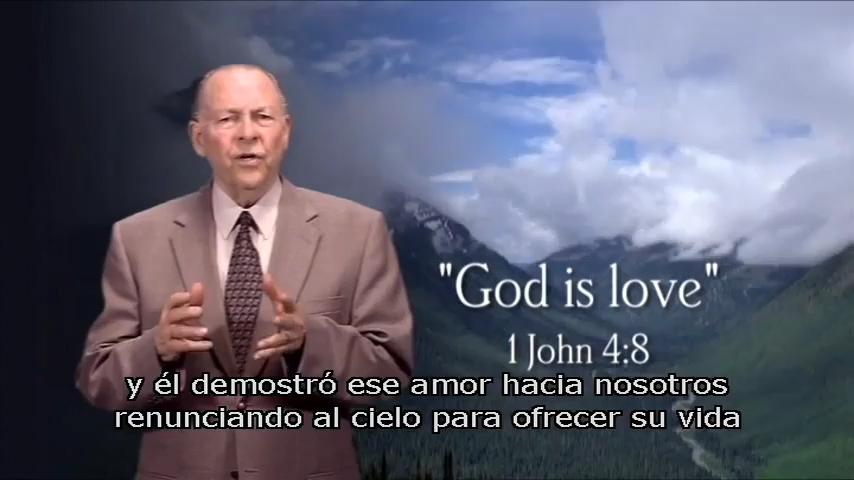 "God is love"
1 John 4:8
y él demostró ese amor hacia nosotros
renunciando al cielo para ofrecer su vida